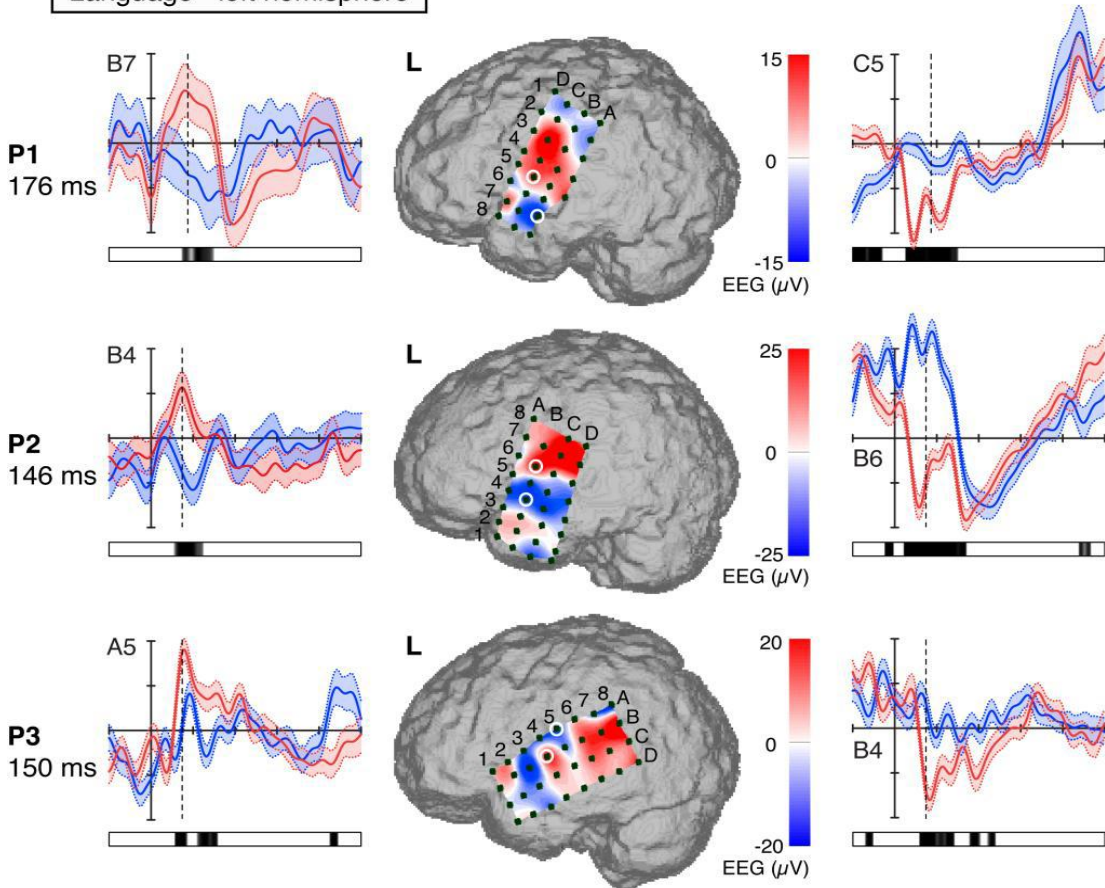 Language - left hemisphere
B7
L
1 D C B A
2
3
4
5
6
7
8
15
0
-15
EEG (µV)
C5
P1
176 ms
B4
L
8 A B C D
7
6
5
4
3
2
1
25
0
-25
EEG (µV)
B6
P2
146 ms
A5
L
1 2 3 4 5 6 7 8 A
B
C
D
20
0
-20
EEG (µV)
B4
P3
150 ms